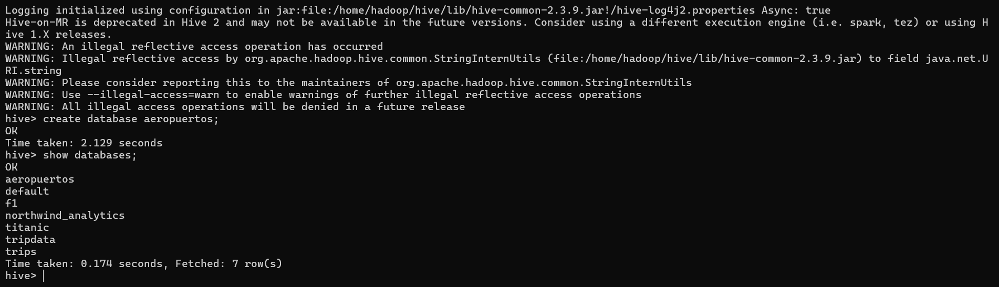 Logging initialized using configuration in jar:file:/home/hadoop/hive/lib/hive-common-2.3.9.jar!/hive-log4j2.properties Async: true
Hive-on-MR is deprecated in Hive 2 and may not be available in the future versions. Consider using a different execution engine (i.e. spark, tez) or using H
ive 1.X releases.
WARNING: An illegal reflective access operation has occurred
WARNING: Illegal reflective access by org.apache.hadoop.hive.common.StringInternUtils (file:/home/hadoop/hive/lib/hive-common-2.3.9.jar) to field java.net.U
RI.string
WARNING: Please consider reporting this to the maintainers of org.apache.hadoop.hive.common.StringInternUtils
WARNING: Use --illegal-access=warn to enable warnings of further illegal reflective access operations
WARNING: All illegal access operations will be denied in a future release
hive> create database aeropuertos;
OK
Time taken: 2.129 seconds
hive> show databases;
OK
aeropuertos
default
f1
northwind_analytics
titanic
tripdata
trips
Time taken: 0.174 seconds, Fetched: 7 row(s)
hive>